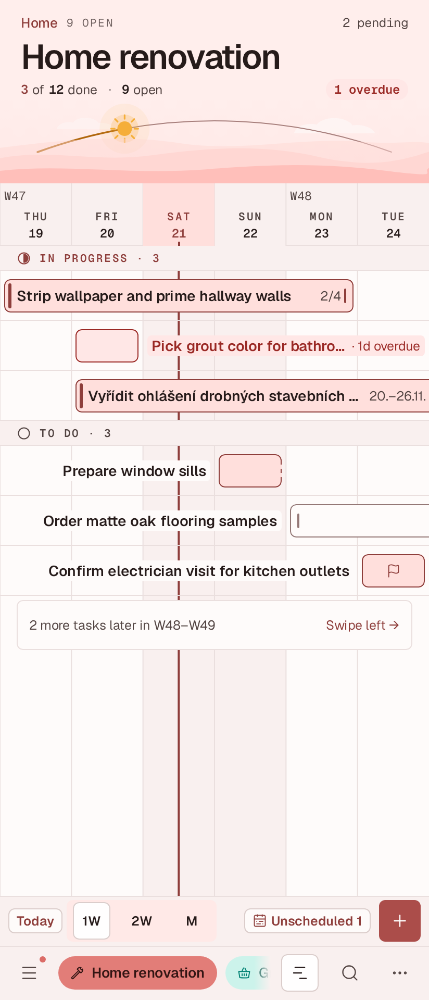 Home 9 OPEN 2 pending
Home renovation
3 of 12 done · 9 open 1 overdue
W47 W48
THU FRI SAT SUN MON TUE
19 20 21 22 23 24
IN PROGRESS · 3
Strip wallpaper and prime hallway walls 2/4
Pick grout color for bathro… · 1d overdue
Vyřídit ohlášení drobných stavebních … 20.–26.11.
TO DO · 3
Prepare window sills
Order matte oak flooring samples
Confirm electrician visit for kitchen outlets
2 more tasks later in W48–W49 Swipe left →
Today 1W 2W M Unscheduled 1 +
Home renovation G